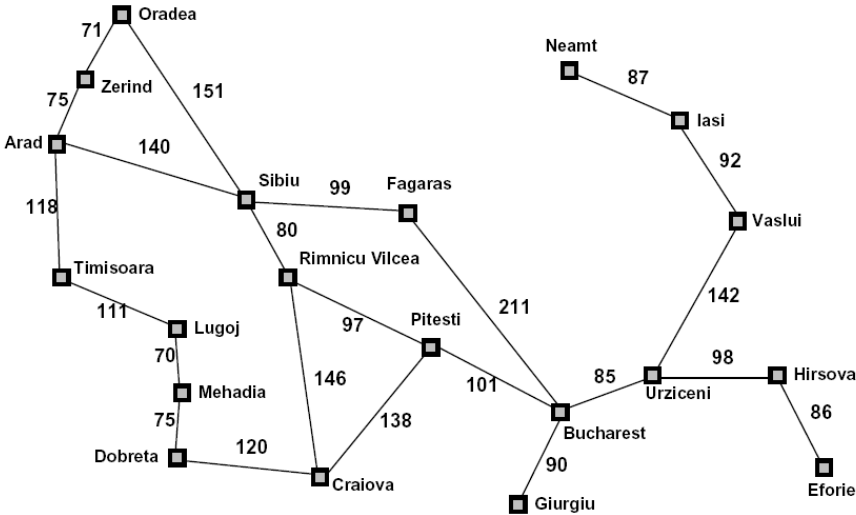 Oradea
71
Neamt
87
Zerind
151
75
Iasi
Arad
140
92
Sibiu
99
Fagaras
118
Vaslui
80
Timisoara
Rimnicu Vilcea
142
111
211
Lugoj
97
Pitesti
70
98
Hirsova
146
101
85
Mehadia
Urziceni
75
138
86
Bucharest
120
Dobreta
90
Craiova
Eforie
Giurgiu